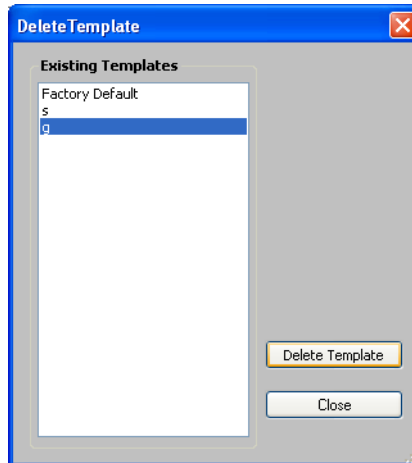 DeleteTemplate
Existing Templates
Factory Default
s
g
Delete Template
Close